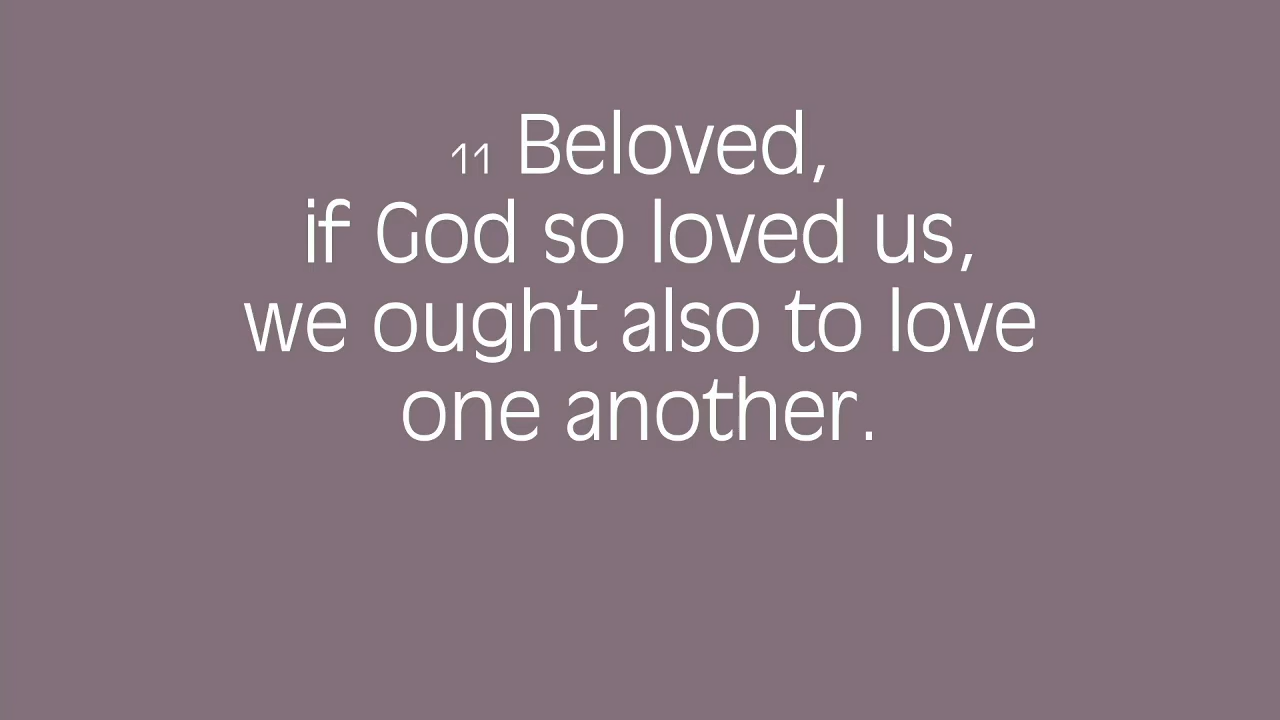 11 Beloved,
if God so loved us,
we ought also to love
one another.